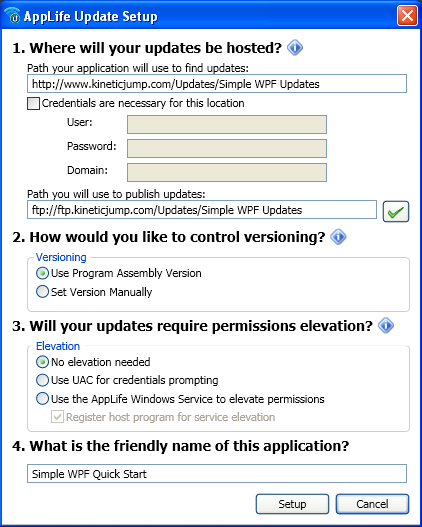 AppLife Update Setup
1. Where will your updates be hosted?
Path your application will use to find updates:
http://www.kineticjump.com/Updates/Simple WPF Updates
Credentials are necessary for this location
User:
Password:
Domain:
Path you will use to publish updates:
ftp://ftp.kineticjump.com/Updates/Simple WPF Updates
2. How would you like to control versioning?
Versioning
Use Program Assembly Version
Set Version Manually
3. Will your updates require permissions elevation?
Elevation
No elevation needed
Use UAC for credentials prompting
Use the AppLife Windows Service to elevate permissions
Register host program for service elevation
4. What is the friendly name of this application?
Simple WPF Quick Start
Setup Cancel